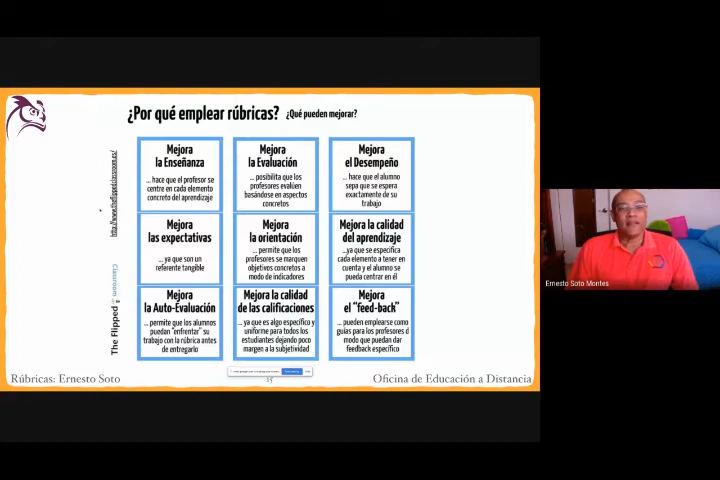 ¿Por qué emplear rúbricas? ¿Qué pueden mejorar?
Mejora
la Enseñanza
... hace que el profesor se
centre en cada elemento
concreto del aprendizaje
Mejora
la Evaluación
... posibilita que los
profesores evalúen
basándose en aspectos
concretos
Mejora
el Desempeño
... hace que el alumno
sepa que se espera
exactamente de su
trabajo
Mejora
las expectativas
... ya que son un
referente tangible
Mejora
la orientación
... permite que los
profesores se marquen
objetivos concretos a
modo de indicadores
Mejora la calidad
del aprendizaje
...ya que se especifica
cada elemento a tener en
cuenta y el alumno se
pueda centrar en él
Mejora
la Auto-Evaluación
... permite que los alumnos
puedan "enfrentar" su
trabajo con la rúbrica antes
de entregarlo
Mejora la calidad
de las calificaciones
... ya que es algo específico y
uniforme para todos los
estudiantes dejando poco
margen a la subjetividad
Mejora
el "feed-back"
... pueden emplearse como
guías para los profesores d
modo que puedan dar
feedback específico
http://www.theflippedclassroom.es/
The Flipped Classroom
Rúbricas: Ernesto Soto
15
Oficina de Educación a Distancia
Ernesto Soto Montes